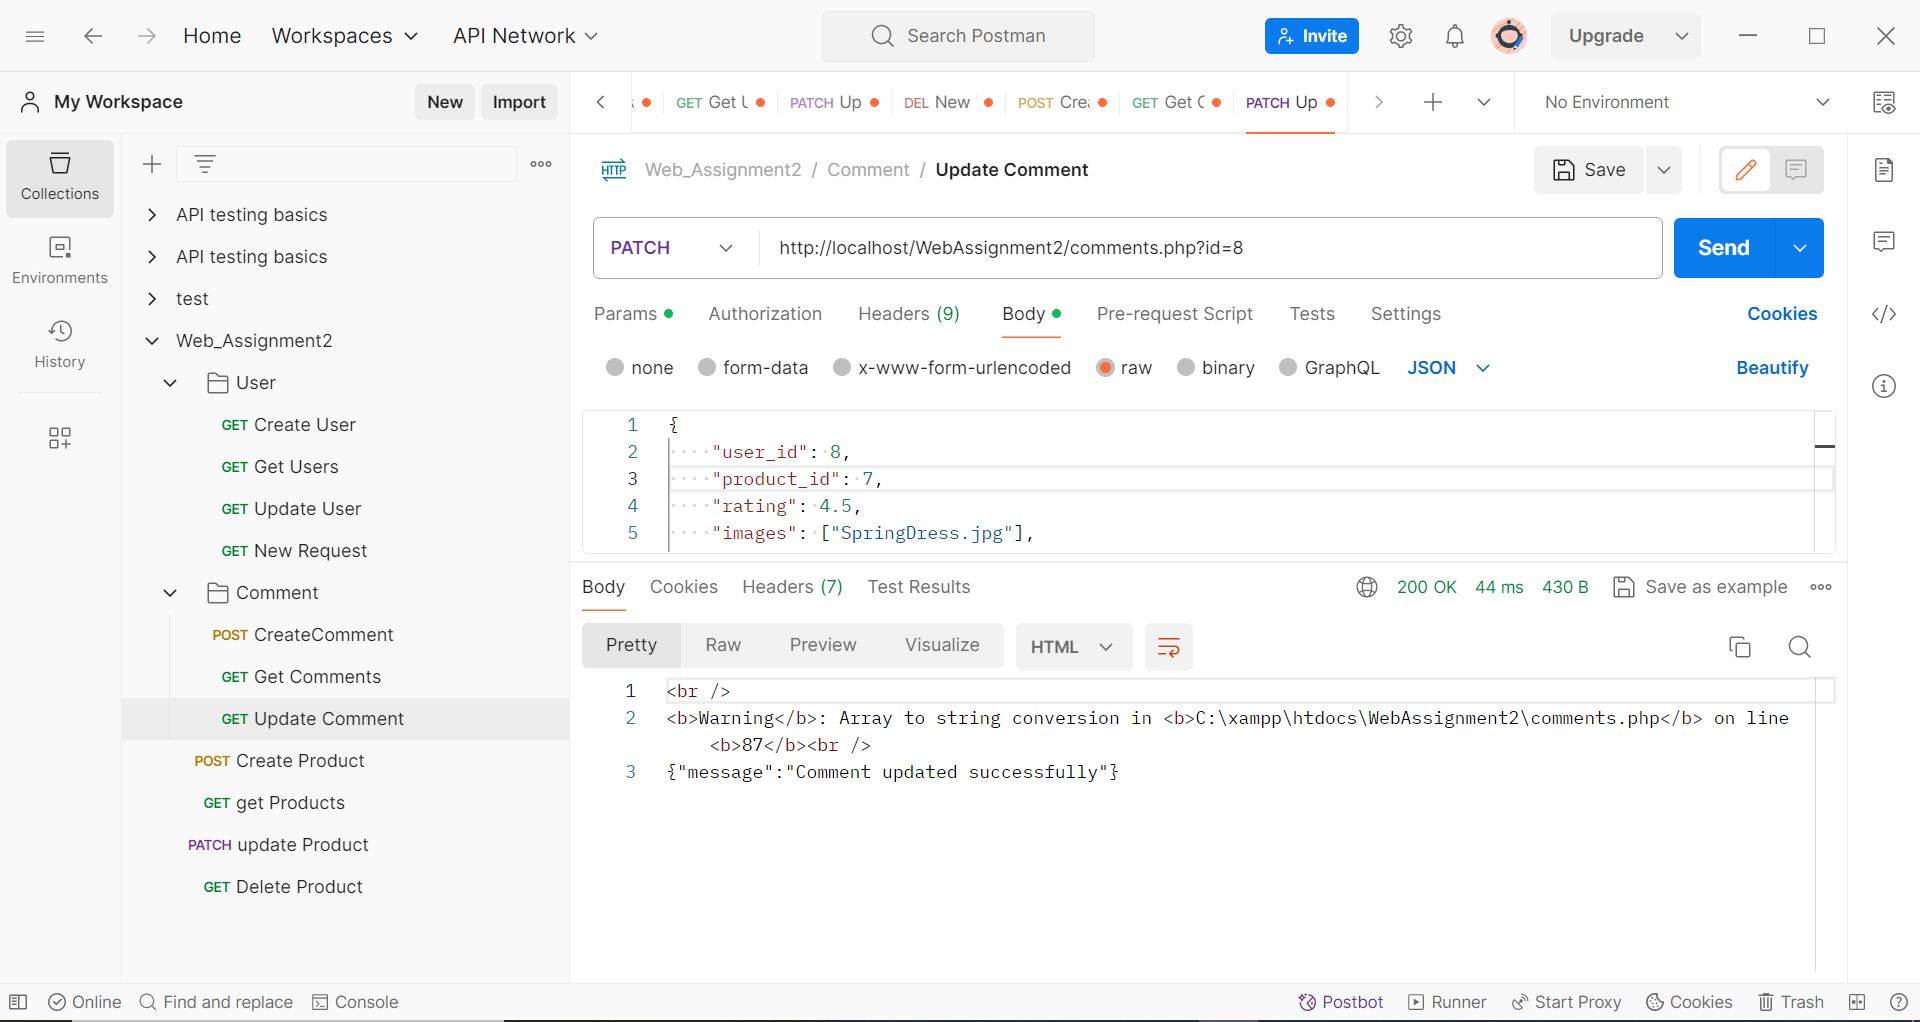 Home Workspaces API Network Search Postman Invite Upgrade
My Workspace New Import
GET Get PATCH Up DEL New POST Cre GET Get PATCH Up No Environment
Collections
Environments
History
API testing basics
API testing basics
test
Web_Assignment2
User
GET Create User
GET Get Users
GET Update User
GET New Request
Comment
POST CreateComment
GET Get Comments
GET Update Comment
POST Create Product
GET get Products
PATCH update Product
GET Delete Product
HTTP Web_Assignment2 / Comment / Update Comment Save
PATCH http://localhost/WebAssignment2/comments.php?id=8 Send
Params Authorization Headers (9) Body Pre-request Script Tests Settings Cookies
none form-data x-www-form-urlencoded raw binary GraphQL JSON Beautify
1 {
2 "user_id": 8,
3 "product_id": 7,
4 "rating": 4.5,
5 "images": ["SpringDress.jpg"],
Body Cookies Headers (7) Test Results 200 OK 44 ms 430 B Save as example
Pretty Raw Preview Visualize HTML
1 <br />
2 <b>Warning</b>: Array to string conversion in <b>C:\xampp\htdocs\WebAssignment2\comments.php</b> on line
<b>87</b><br />
3 {"message":"Comment updated successfully"}
Online Find and replace Console Postbot Runner Start Proxy Cookies Trash